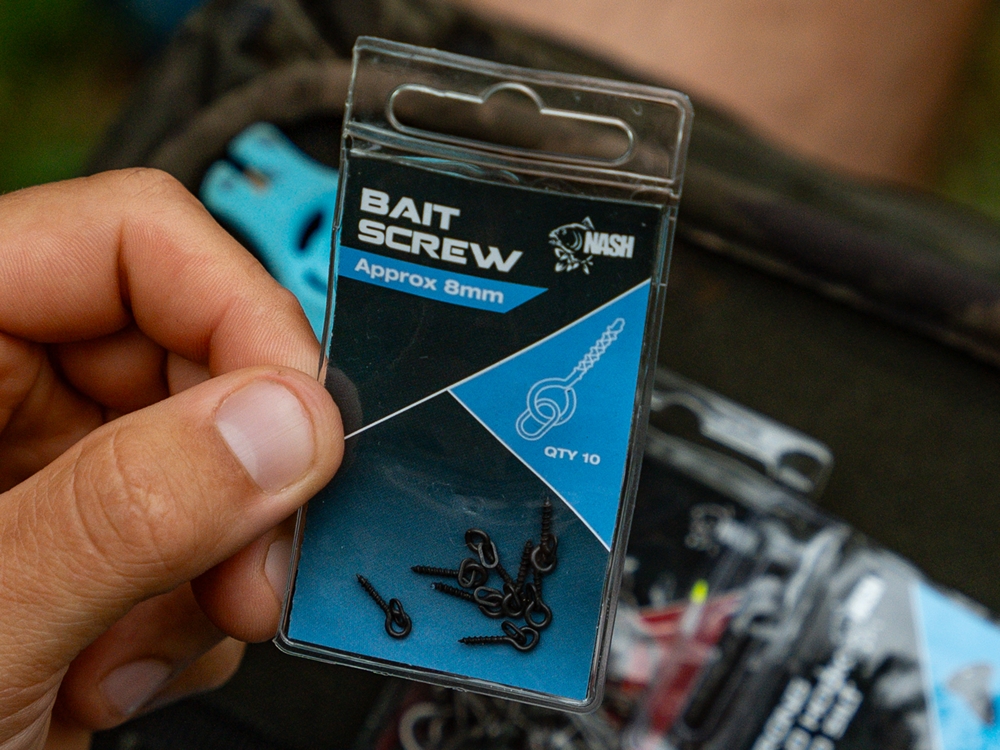 BAIT
SCREW
NASH
Approx 8mm
QTY 10